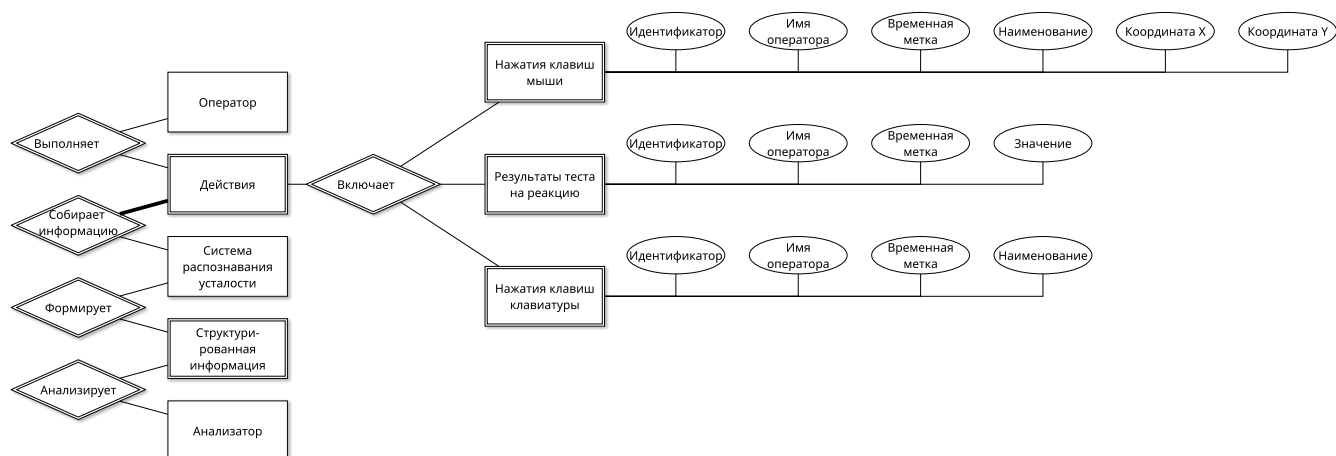 Идентификатор
Имя
оператора
Временная
метка
Наименование
Координата X
Координата Y
Нажатия клавиш
мыши
Оператор
Выполняет
Идентификатор
Имя
оператора
Временная
метка
Значение
Действия
Включает
Результаты теста
на реакцию
Собирает
информацию
Система
распознавания
усталости
Идентификатор
Имя
оператора
Временная
метка
Наименование
Нажатия клавиш
клавиатуры
Формирует
Структури-
рованная
информация
Анализирует
Анализатор